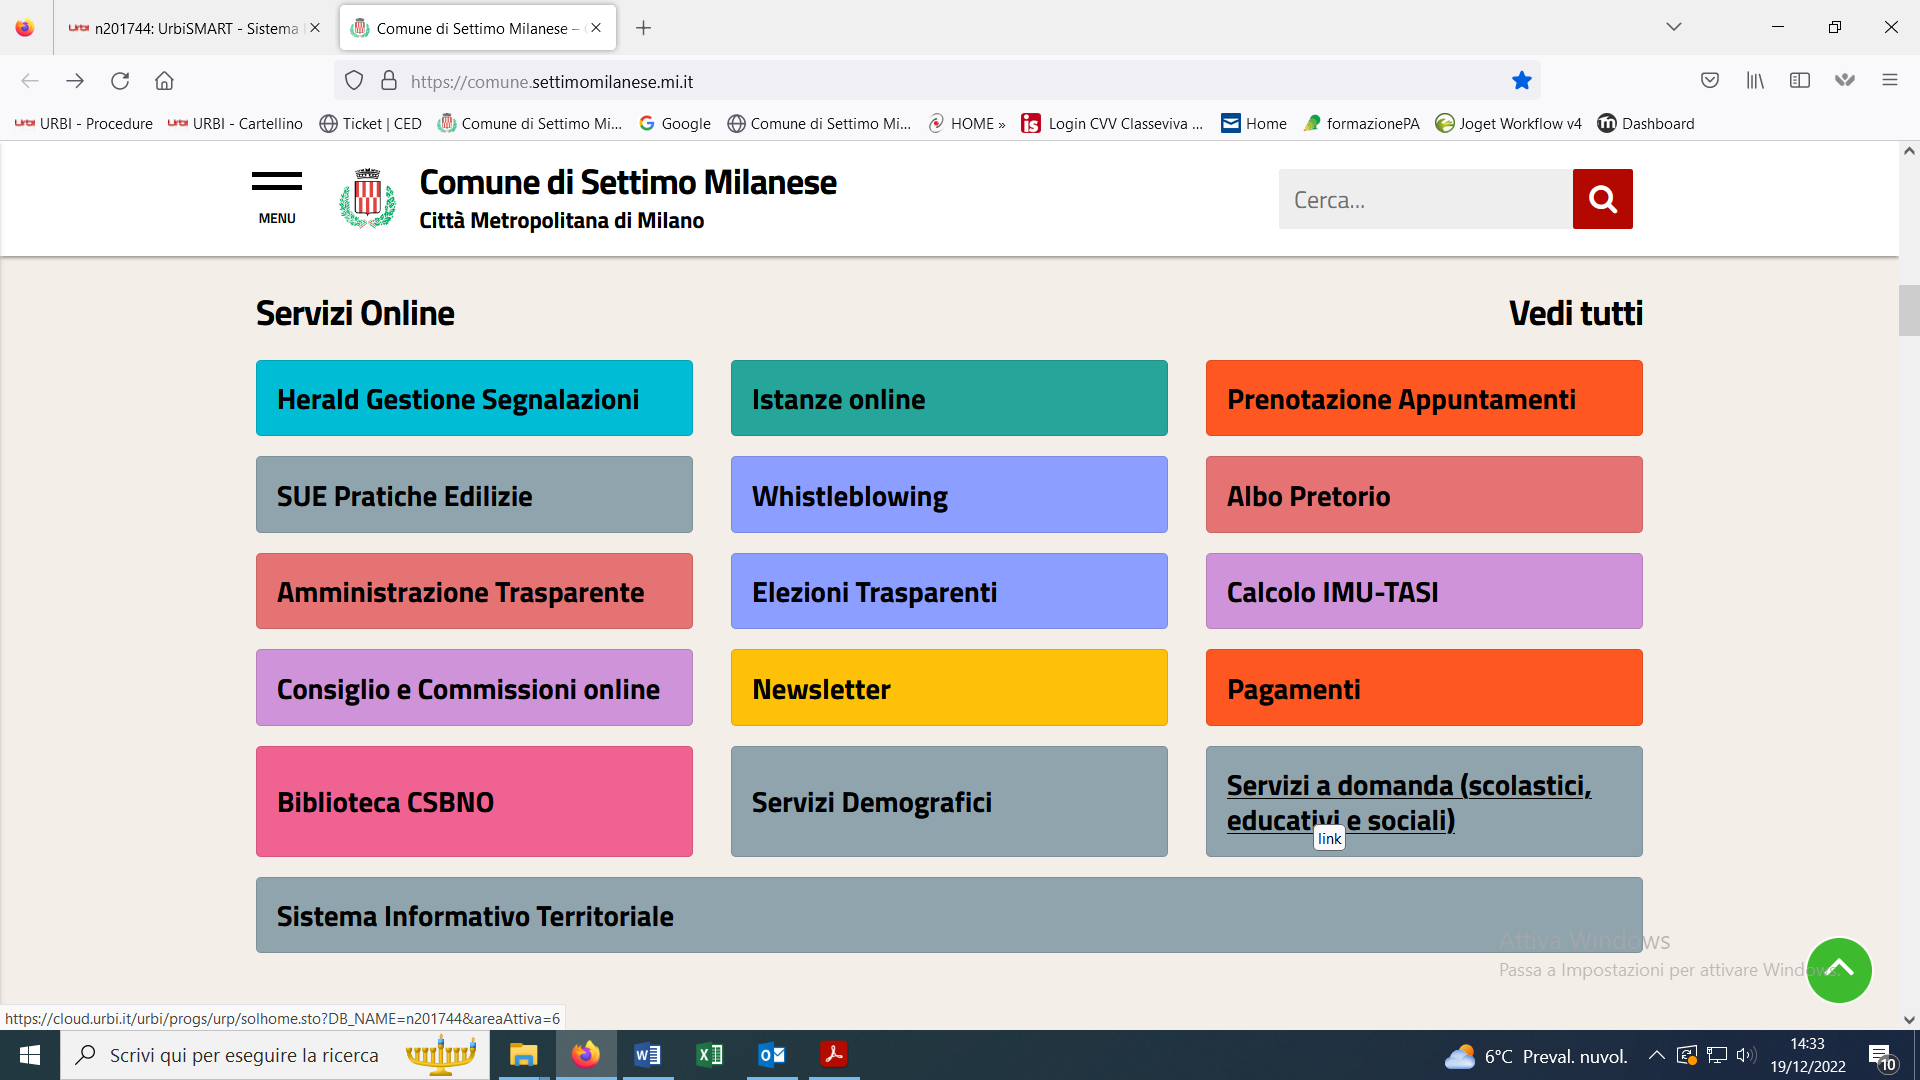 n201744: UrbiSMART - Sistema
Comune di Settimo Milanese –
https://comune.settimomilanese.mi.it
URBI - Procedure
URBI - Cartellino
Ticket | CED
Comune di Settimo Mi...
Google
Comune di Settimo Mi...
HOME »
Login CVV Classeviva ...
Home
formazionePA
Joget Workflow v4
Dashboard
MENU
Comune di Settimo Milanese
Città Metropolitana di Milano
Cerca...
Servizi Online
Vedi tutti
Herald Gestione Segnalazioni
Istanze online
Prenotazione Appuntamenti
SUE Pratiche Edilizie
Whistleblowing
Albo Pretorio
Amministrazione Trasparente
Elezioni Trasparenti
Calcolo IMU-TASI
Consiglio e Commissioni online
Newsletter
Pagamenti
Biblioteca CSBNO
Servizi Demografici
Servizi a domanda (scolastici,
educativi e sociali)
link
Sistema Informativo Territoriale
Attiva Windows
Passa a Impostazioni per attivare Windows.
https://cloud.urbi.it/urbi/progs/urp/solhome.sto?DB_NAME=n201744&areaAttiva=6
Scrivi qui per eseguire la ricerca
6°C Preval. nuvol.
14:33
19/12/2022
10